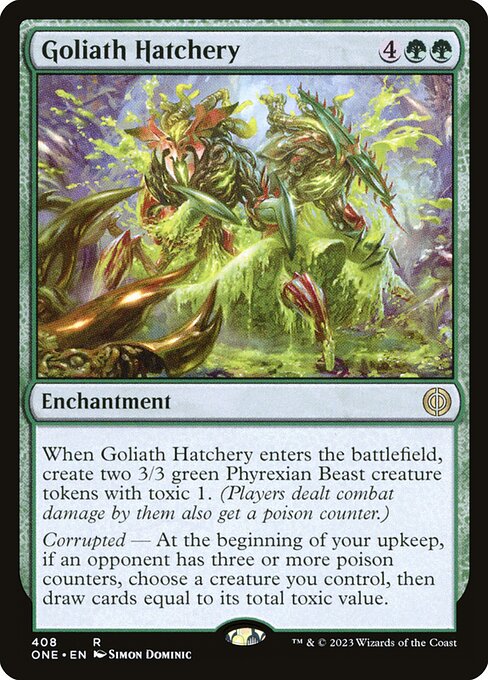 Goliath Hatchery 4
Enchantment
When Goliath Hatchery enters the battlefield,
create two 3/3 green Phyrexian Beast creature
tokens with toxic 1. (Players dealt combat
damage by them also get a poison counter.)
Corrupted — At the beginning of your upkeep,
if an opponent has three or more poison
counters, choose a creature you control, then
draw cards equal to its total toxic value.
408 R
ONE • EN Simon Dominic ™ & © 2023 Wizards of the Coast